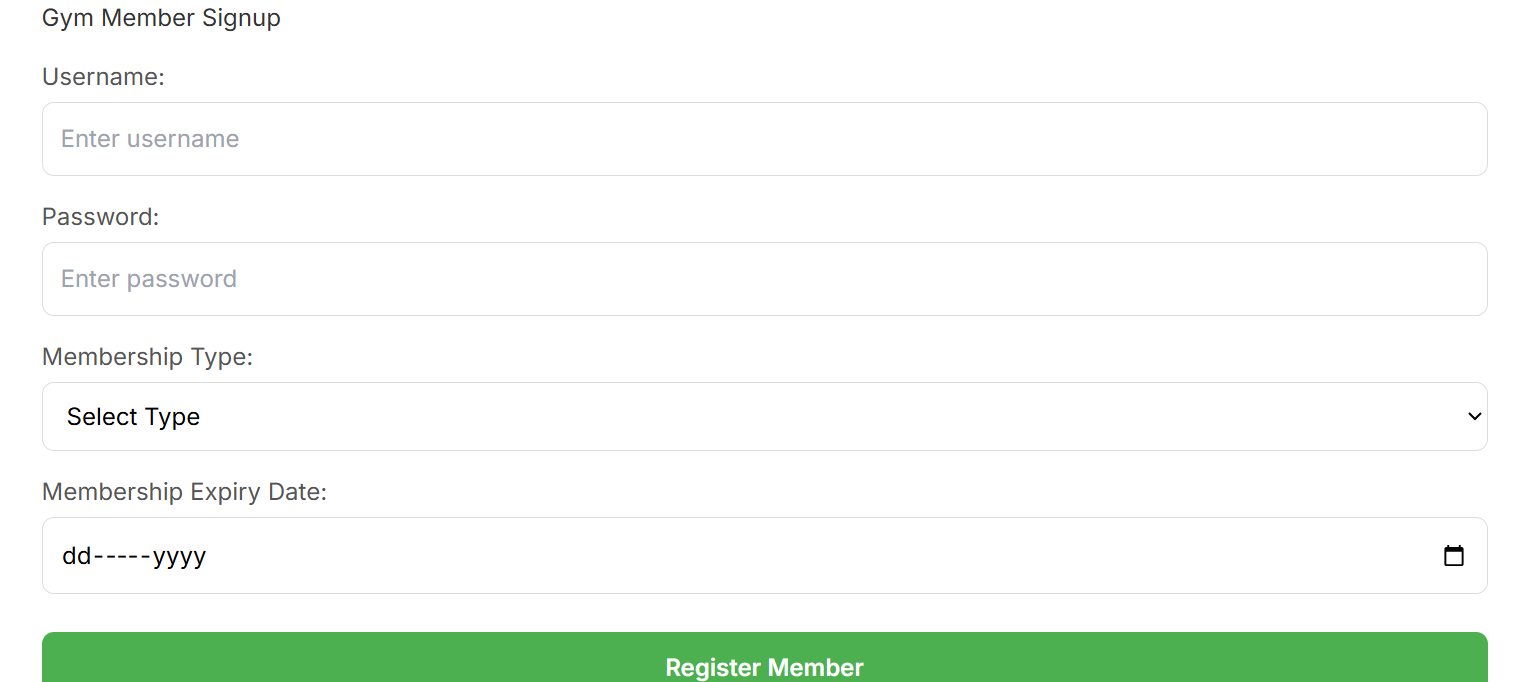 Gym Member Signup
Username:
Enter username
Password:
Enter password
Membership Type:
Select Type
Membership Expiry Date:
dd-----yyyy
Register Member